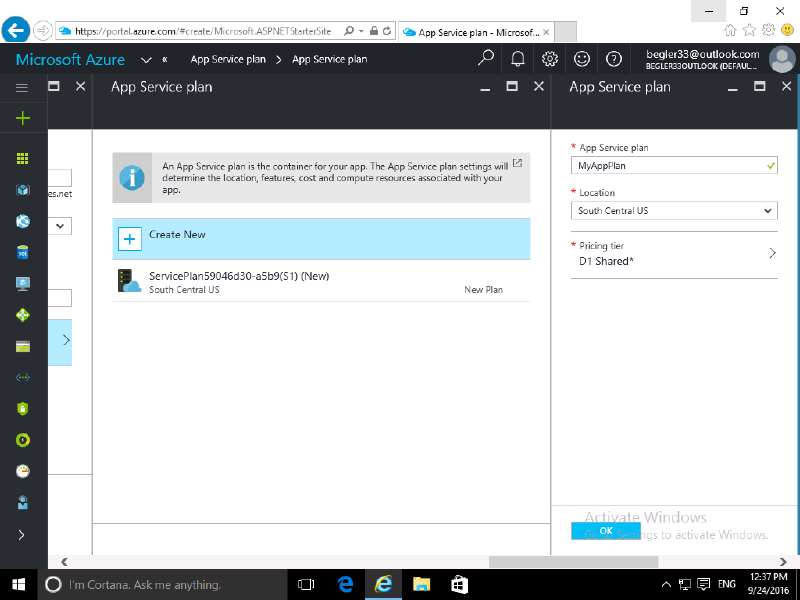 https://portal.azure.com/#create/Microsoft.ASPNETStarterSite
App Service plan - Microsof...
Microsoft Azure
App Service plan > App Service plan
begler33@outlook.com
BEGLER33OUTLOOK (DEFAUL...
App Service plan
App Service plan
es.net
An App Service plan is the container for your app. The App Service plan settings will
determine the location, features, cost and compute resources associated with your
app.
Create New
ServicePlan59046d30-a5b9(S1) (New)
South Central US
New Plan
* App Service plan
MyAppPlan
* Location
South Central US
* Pricing tier
D1 Shared*
Activate Windows
OK
to activate Windows.
I'm Cortana. Ask me anything.
ENG
12:37 PM
9/24/2016